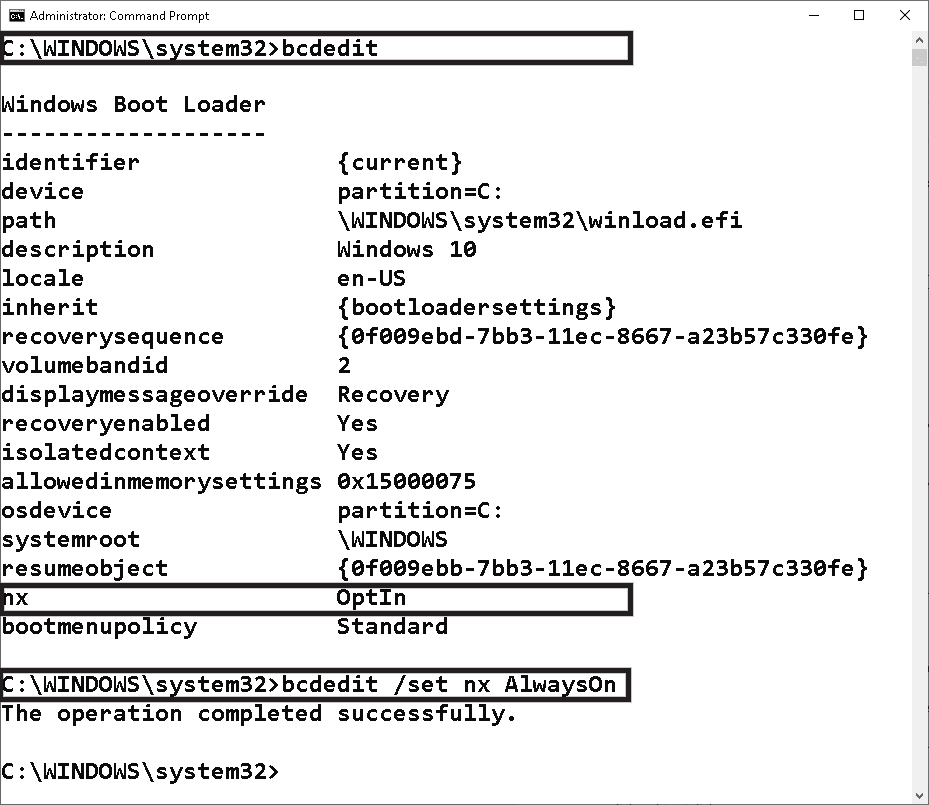 Administrator: Command Prompt
C:\WINDOWS\system32>bcdedit
Windows Boot Loader
-------------------
identifier              {current}
device                  partition=C:
path                    \WINDOWS\system32\winload.efi
description             Windows 10
locale                  en-US
inherit                 {bootloadersettings}
recoverysequence        {0f009ebd-7bb3-11ec-8667-a23b57c330fe}
volumebandid            2
displaymessageoverride  Recovery
recoveryenabled         Yes
isolatedcontext         Yes
allowedinmemorysettings 0x15000075
osdevice                partition=C:
systemroot              \WINDOWS
resumeobject            {0f009ebb-7bb3-11ec-8667-a23b57c330fe}
nx                      OptIn
bootmenupolicy          Standard
C:\WINDOWS\system32>bcdedit /set nx AlwaysOn
The operation completed successfully.
C:\WINDOWS\system32>